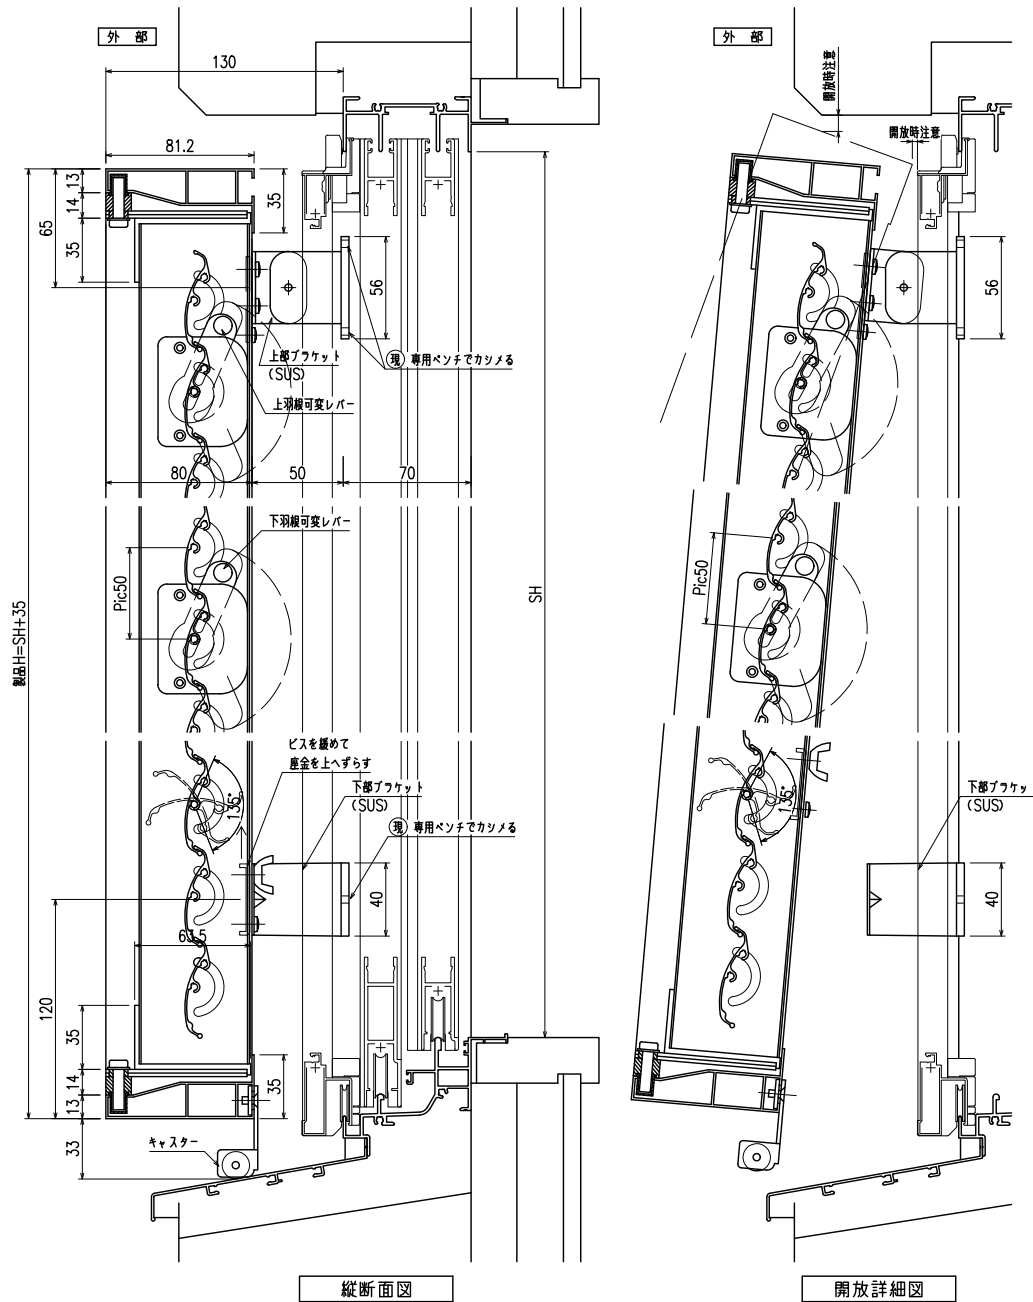 外 部
130
81.2
13
14
35
65
35
56
上部ブラケット
(SUS)
現 専用ペンチでカシメる
上羽根可変レバー
80
50
70
下羽根可変レバー
Pic50
SH
製品H=SH+35
ビスを緩めて
座金を上へずらす
下部ブラケット
(SUS)
現 専用ペンチでカシメる
135°
40
63.5
120
35
14
13
33
35
キャスター
縦断面図
外 部
開放時注意
開放時注意
56
Pic50
135°
下部ブラケッ
(SUS)
40
開放詳細図